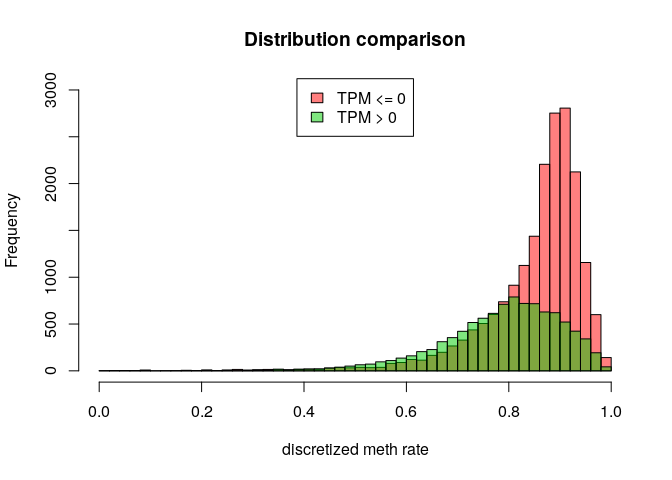 Distribution comparison
TPM <= 0
TPM > 0
Frequency
3000
2000
1000
500
0
0.0 0.2 0.4 0.6 0.8 1.0
discretized meth rate